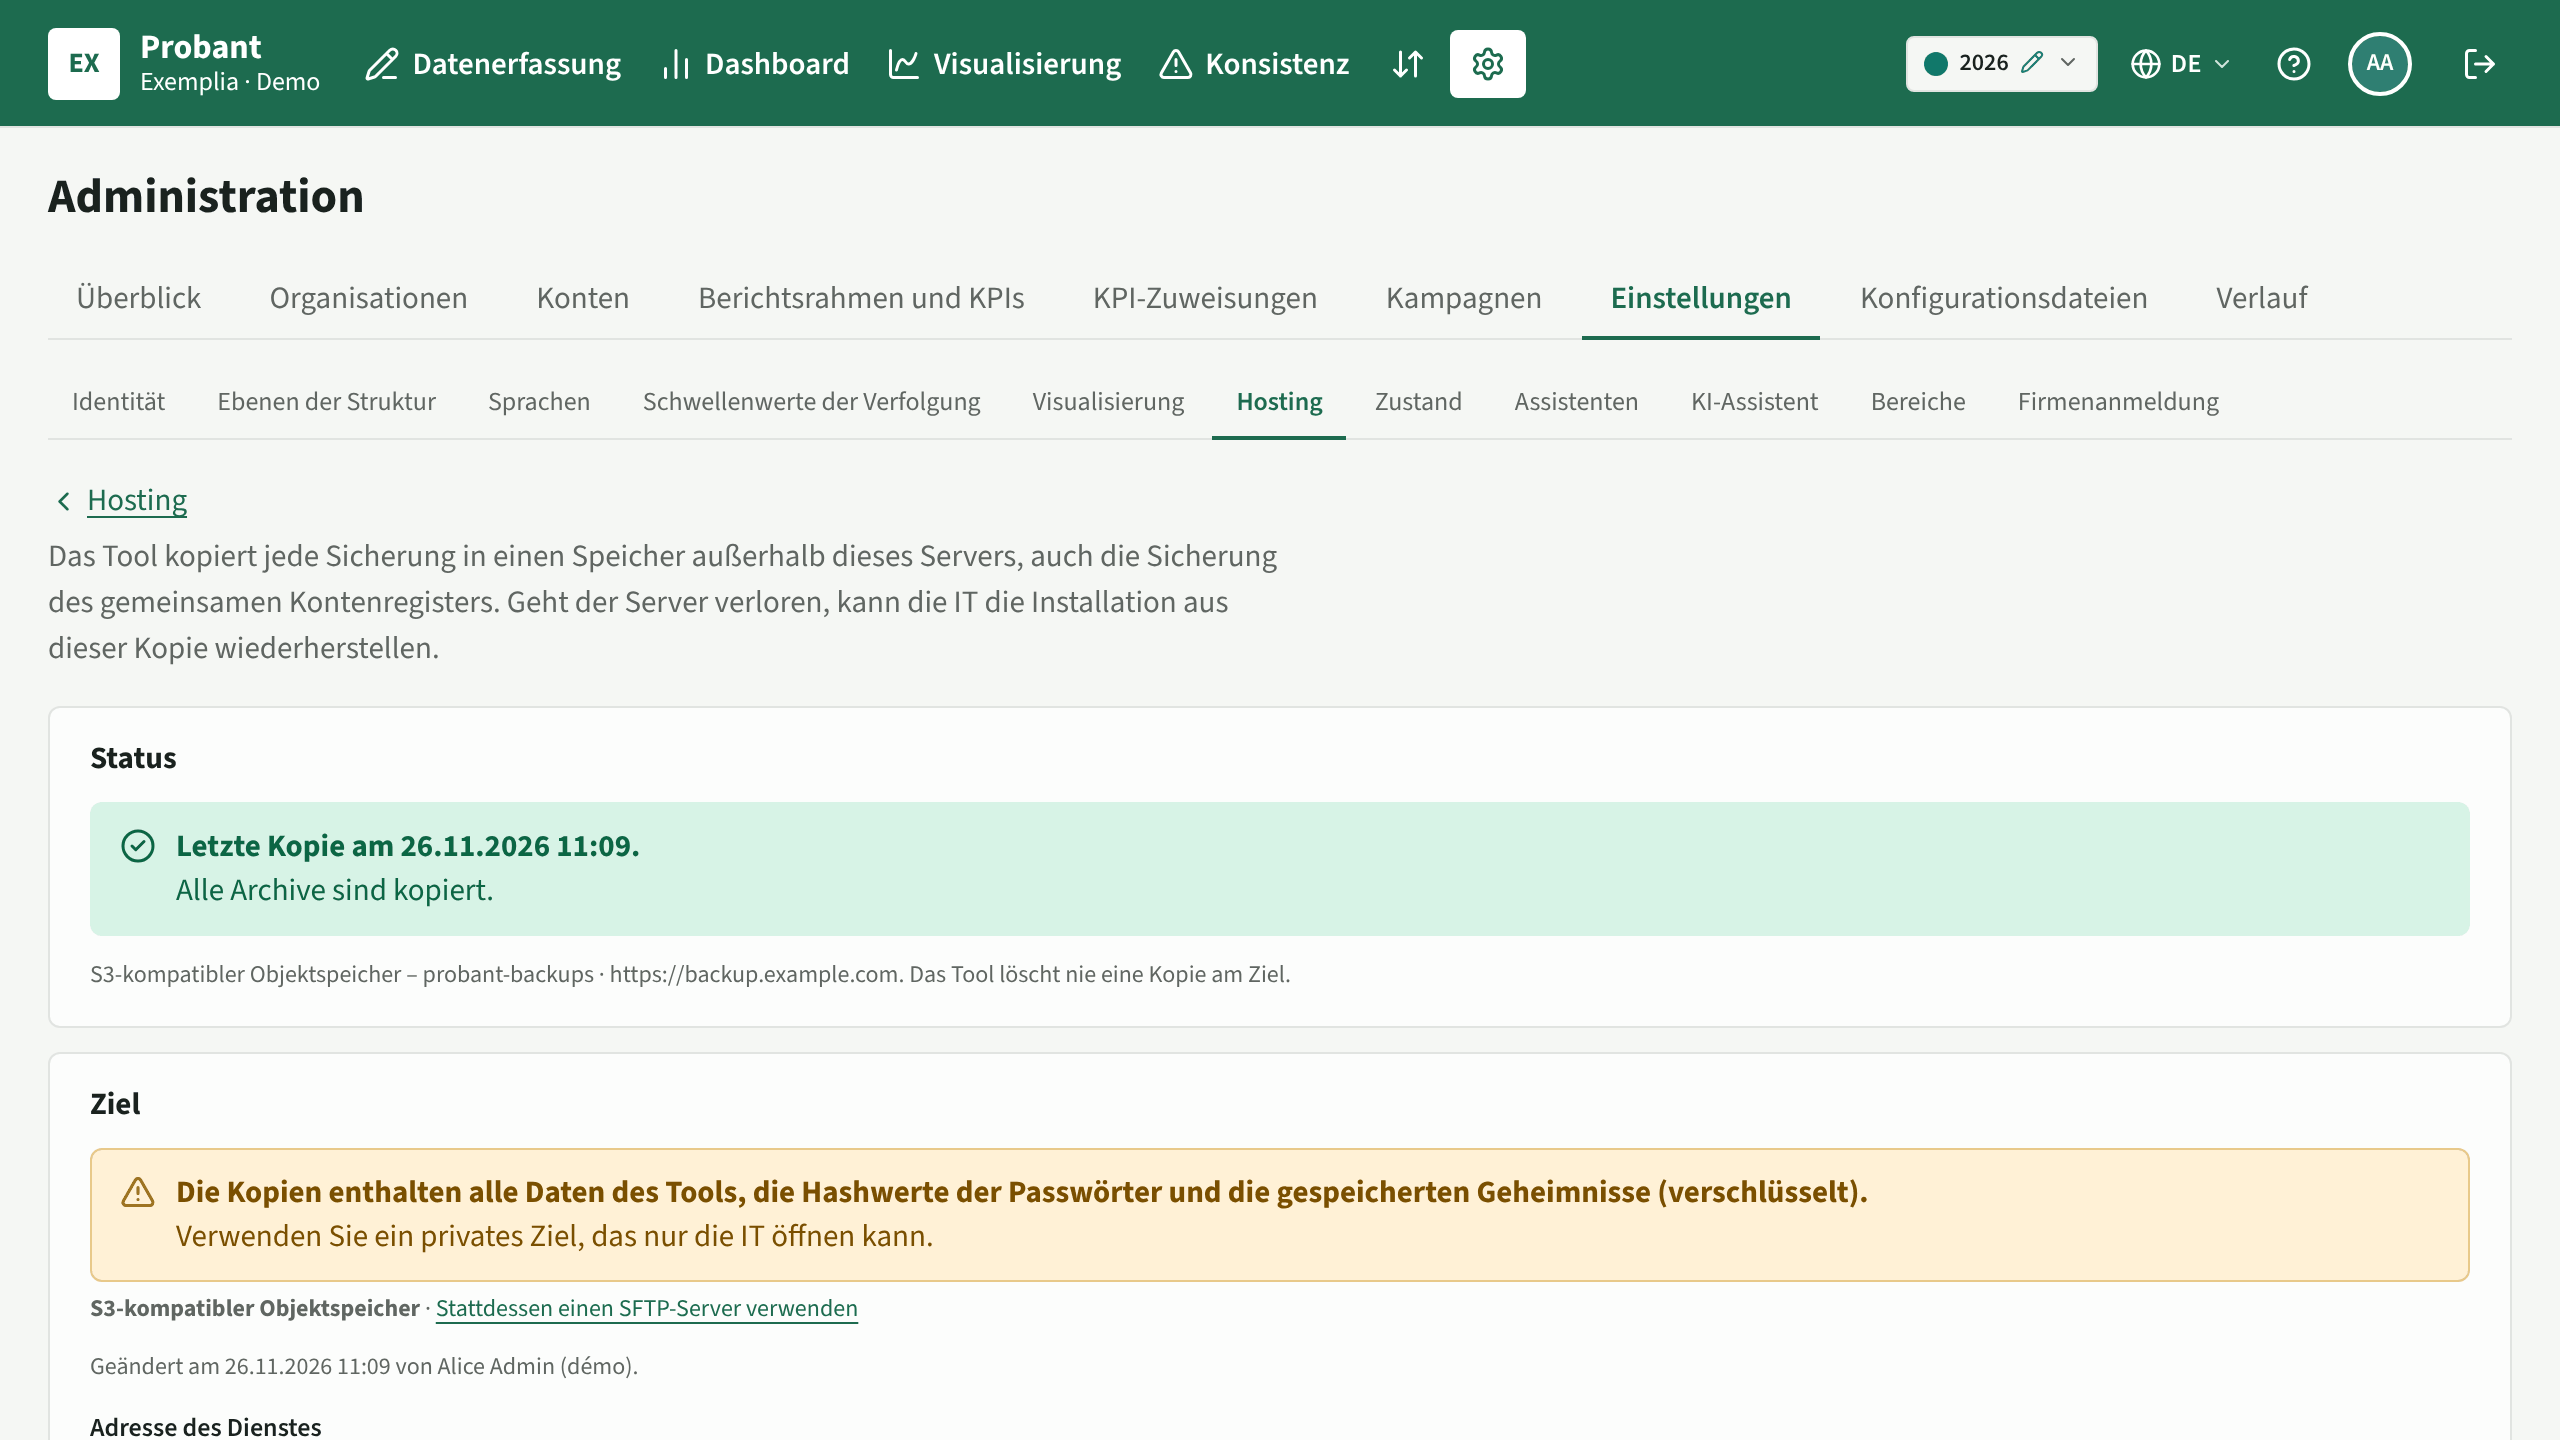 EX
Probant
Exemplia · Demo
Datenerfassung
Dashboard
Visualisierung
Konsistenz
2026
DE
AA
Administration
Überblick
Organisationen
Konten
Berichtsrahmen und KPIs
KPI-Zuweisungen
Kampagnen
Einstellungen
Konfigurationsdateien
Verlauf
Identität
Ebenen der Struktur
Sprachen
Schwellenwerte der Verfolgung
Visualisierung
Hosting
Zustand
Assistenten
KI-Assistent
Bereiche
Firmenanmeldung
Hosting
Das Tool kopiert jede Sicherung in einen Speicher außerhalb dieses Servers, auch die Sicherung
des gemeinsamen Kontenregisters. Geht der Server verloren, kann die IT die Installation aus
dieser Kopie wiederherstellen.
Status
Letzte Kopie am 26.11.2026 11:09.
Alle Archive sind kopiert.
S3-kompatibler Objektspeicher – probant-backups · https://backup.example.com. Das Tool löscht nie eine Kopie am Ziel.
Ziel
Die Kopien enthalten alle Daten des Tools, die Hashwerte der Passwörter und die gespeicherten Geheimnisse (verschlüsselt).
Verwenden Sie ein privates Ziel, das nur die IT öffnen kann.
S3-kompatibler Objektspeicher · Stattdessen einen SFTP-Server verwenden
Geändert am 26.11.2026 11:09 von Alice Admin (démo).
Adresse des Dienstes